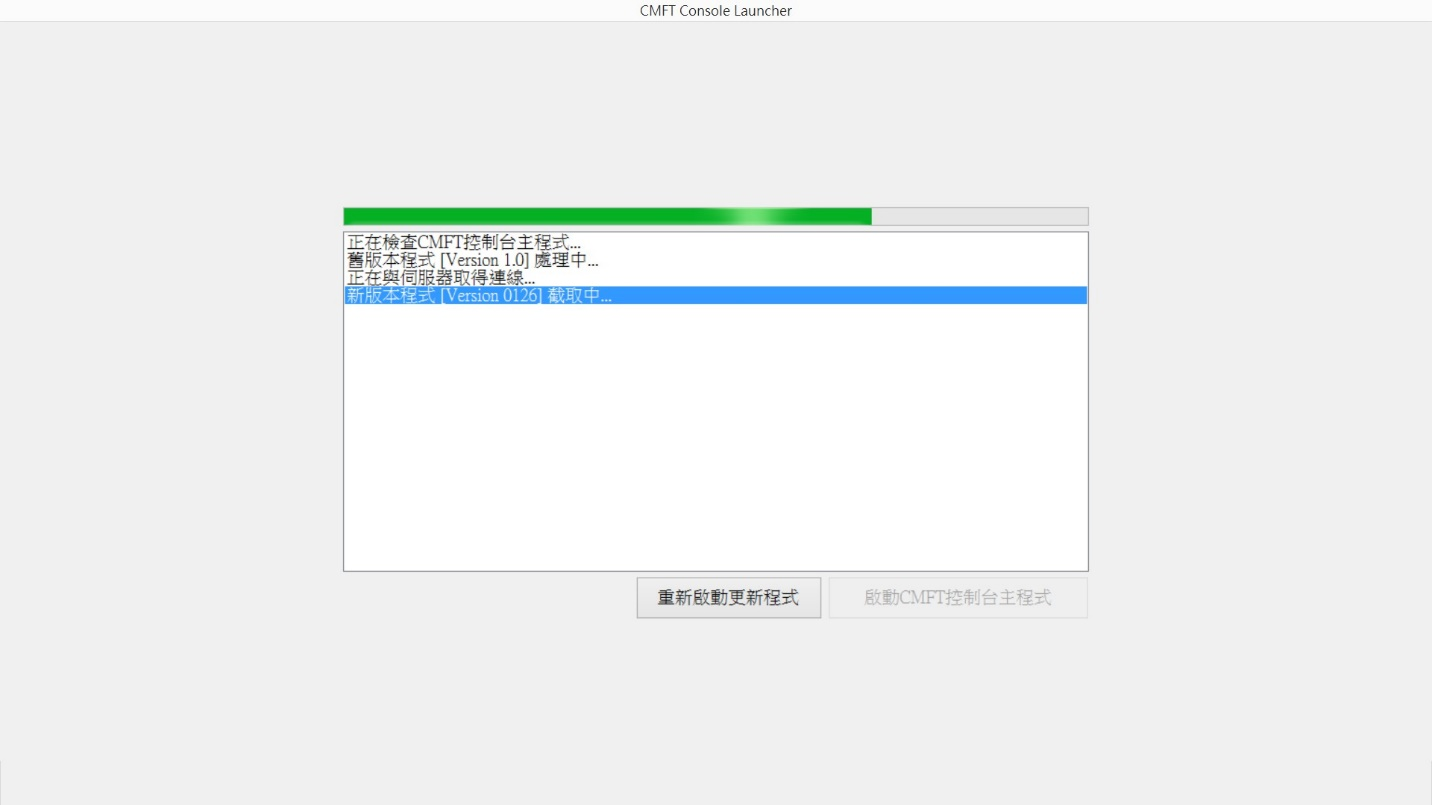 CMFT Console Launcher
正在檢查CMFT控制台主程式...
舊版本程式 [Version 1.0] 處理中...
正在與伺服器取得連線...
新版本程式 [Version 0126] 截取中...
重新啟動更新程式
啟動CMFT控制台主程式